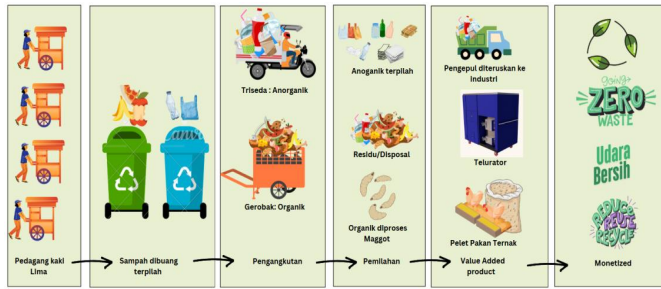 Pedagang kaki
Lima
Sampah dibuang
terpilah
Triseda : Anorganik
Gerobak: Organik
Pengangkutan
Anoganik terpilah
Residu/Disposal
Organik diproses
Maggot
Pemilahan
Pengepul diteruskan ke
Industri
Telurator
Pelet Pakan Ternak
Value Added
product
going
ZERO
WASTE
Udara
Bersih
REDUCE
REUSE
RECYCLE
Monetized